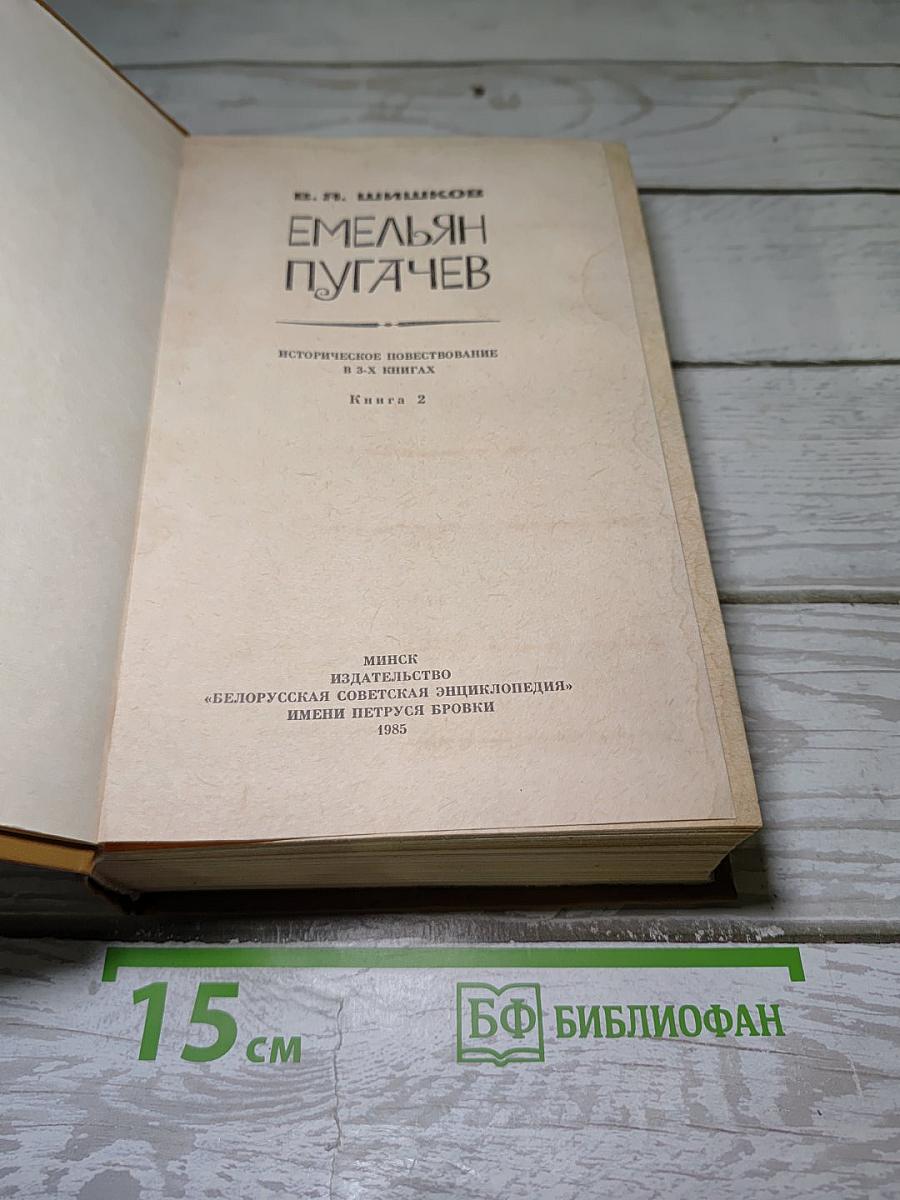 В. Я. ШИШКОВ
ЕМЕЛЬЯН
ПУГАЧЕВ
ИСТОРИЧЕСКОЕ ПОВЕСТВОВАНИЕ
В 3-Х КНИГАХ
Книга 2
МИНСК
ИЗДАТЕЛЬСТВО
«БЕЛОРУССКАЯ СОВЕТСКАЯ ЭНЦИКЛОПЕДИЯ»
ИМЕНИ ПЕТРУСЯ БРОВКИ
1985
15 см
БФ БИБЛИОФАН